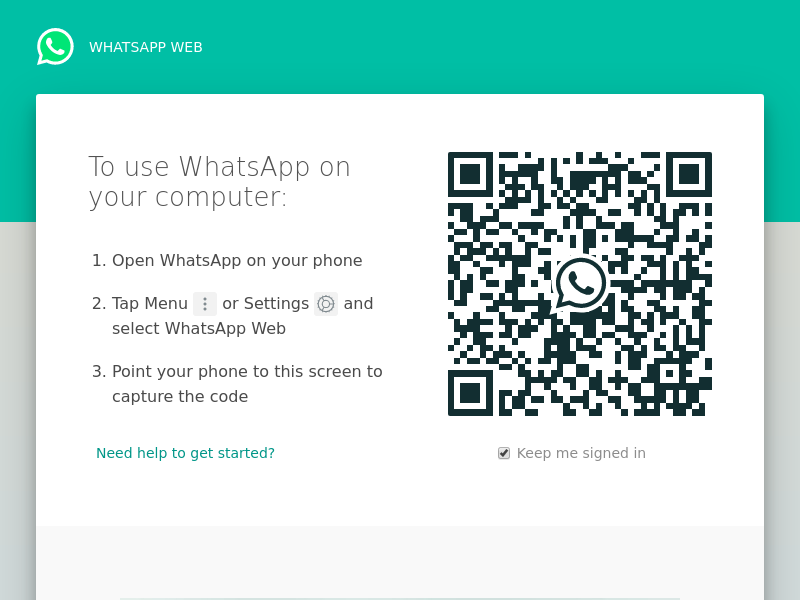 WHATSAPP WEB
To use WhatsApp on
your computer:
1. Open WhatsApp on your phone
2. Tap Menu or Settings and
select WhatsApp Web
3. Point your phone to this screen to
capture the code
Need help to get started?
Keep me signed in